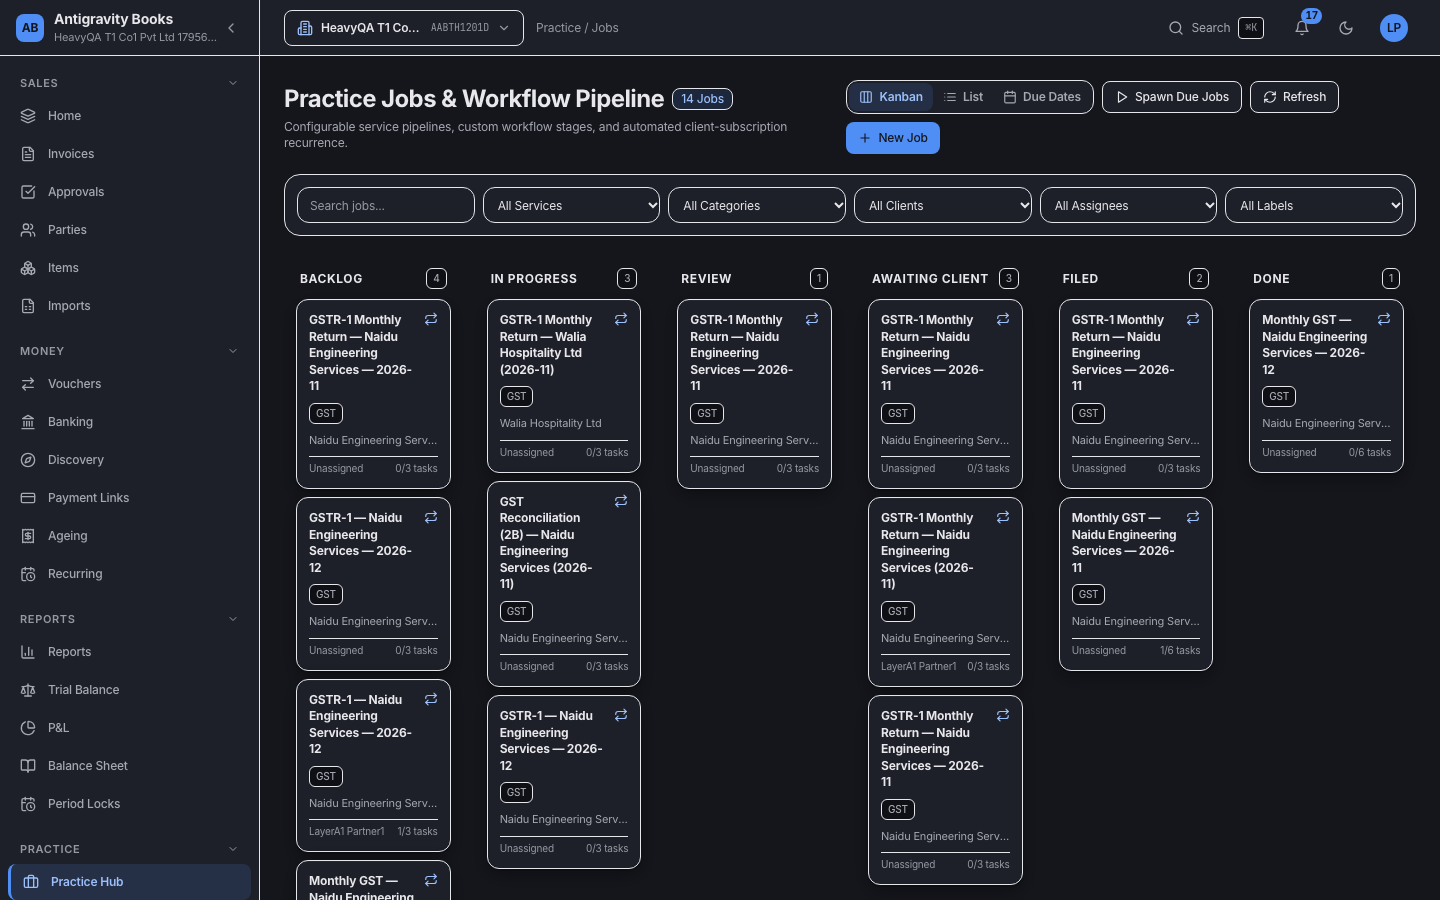 AB
Antigravity Books
HeavyQA T1 Co1 Pvt Ltd 17956...
SALES
Home
Invoices
Approvals
Parties
Items
Imports
MONEY
Vouchers
Banking
Discovery
Payment Links
Ageing
Recurring
REPORTS
Reports
Trial Balance
P&L
Balance Sheet
Period Locks
PRACTICE
Practice Hub
HeavyQA T1 Co... AABTH1201D
Practice / Jobs
Search ⌘K
17
LP
Practice Jobs & Workflow Pipeline 14 Jobs
Configurable service pipelines, custom workflow stages, and automated client-subscription
recurrence.
Kanban List Due Dates
Spawn Due Jobs
Refresh
New Job
Search jobs...
All Services
All Categories
All Clients
All Assignees
All Labels
BACKLOG 4
GSTR-1 Monthly
Return — Naidu
Engineering
Services — 2026-
11
GST
Naidu Engineering Serv...
Unassigned 0/3 tasks
GSTR-1 — Naidu
Engineering
Services — 2026-
12
GST
Naidu Engineering Serv...
Unassigned 0/3 tasks
GSTR-1 — Naidu
Engineering
Services — 2026-
12
GST
Naidu Engineering Serv...
LayerA1 Partner1 1/3 tasks
Monthly GST —
Naidu Engineering
IN PROGRESS 3
GSTR-1 Monthly
Return — Walia
Hospitality Ltd
(2026-11)
GST
Walia Hospitality Ltd
Unassigned 0/3 tasks
GST
Reconciliation
(2B) — Naidu
Engineering
Services (2026-
11)
GST
Naidu Engineering Serv...
Unassigned 0/3 tasks
GSTR-1 — Naidu
Engineering
Services — 2026-
12
GST
Naidu Engineering Serv...
Unassigned 0/3 tasks
REVIEW 1
GSTR-1 Monthly
Return — Naidu
Engineering
Services — 2026-
11
GST
Naidu Engineering Serv...
Unassigned 0/3 tasks
AWAITING CLIENT 3
GSTR-1 Monthly
Return — Naidu
Engineering
Services — 2026-
11
GST
Naidu Engineering Serv...
Unassigned 0/3 tasks
GSTR-1 Monthly
Return — Naidu
Engineering
Services (2026-
11)
GST
Naidu Engineering Serv...
LayerA1 Partner1 0/3 tasks
GSTR-1 Monthly
Return — Naidu
Engineering
Services — 2026-
11
GST
Naidu Engineering Serv...
Unassigned 0/3 tasks
FILED 2
GSTR-1 Monthly
Return — Naidu
Engineering
Services — 2026-
11
GST
Naidu Engineering Serv...
Unassigned 0/3 tasks
Monthly GST —
Naidu Engineering
Services — 2026-
11
GST
Naidu Engineering Serv...
Unassigned 1/6 tasks
DONE 1
Monthly GST —
Naidu Engineering
Services — 2026-
12
GST
Naidu Engineering Serv...
Unassigned 0/6 tasks